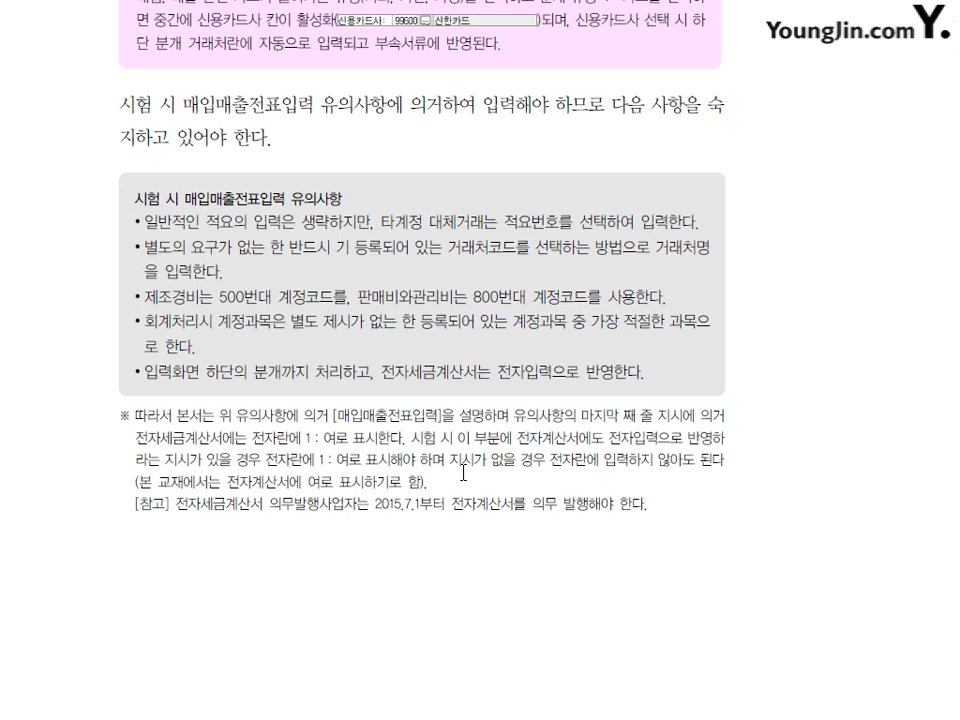 면 중간에 신용카드사 칸이 활성화(신용카드사: 99600 신한카드)되며, 신용카드사 선택 시 하
단 분개 거래처란에 자동으로 입력되고 부속서류에 반영된다.
YoungJin.com Y.
시험 시 매입매출전표입력 유의사항에 의거하여 입력해야 하므로 다음 사항을 숙
지하고 있어야 한다.
시험 시 매입매출전표입력 유의사항
• 일반적인 적요의 입력은 생략하지만, 타계정 대체거래는 적요번호를 선택하여 입력한다.
• 별도의 요구가 없는 한 반드시 기 등록되어 있는 거래처코드를 선택하는 방법으로 거래처명
을 입력한다.
• 제조경비는 500번대 계정코드를, 판매비와관리비는 800번대 계정코드를 사용한다.
• 회계처리시 계정과목은 별도 제시가 없는 한 등록되어 있는 계정과목 중 가장 적절한 과목으
로 한다.
• 입력화면 하단의 분개까지 처리하고, 전자세금계산서는 전자입력으로 반영한다.
※ 따라서 본서는 위 유의사항에 의거 [매입매출전표입력]을 설명하며 유의사항의 마지막 째 줄 지시에 의거
전자세금계산서에는 전자란에 1 : 여로 표시한다. 시험 시 이 부분에 전자계산서에도 전자입력으로 반영하
라는 지시가 있을 경우 전자란에 1 : 여로 표시해야 하며 지시가 없을 경우 전자란에 입력하지 않아도 된다
(본 교재에서는 전자계산서에 여로 표시하기로 함).
[참고] 전자세금계산서 의무발행사업자는 2015.7.1부터 전자계산서를 의무 발행해야 한다.